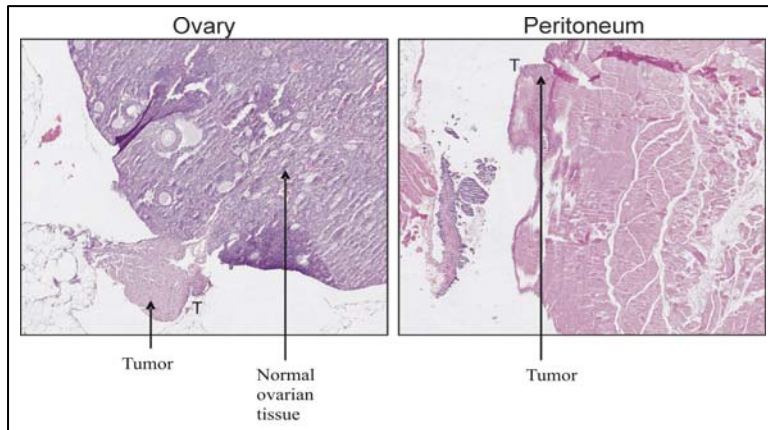 Ovary
Peritoneum
T
T
Tumor
Normal
ovarian
tissue
Tumor